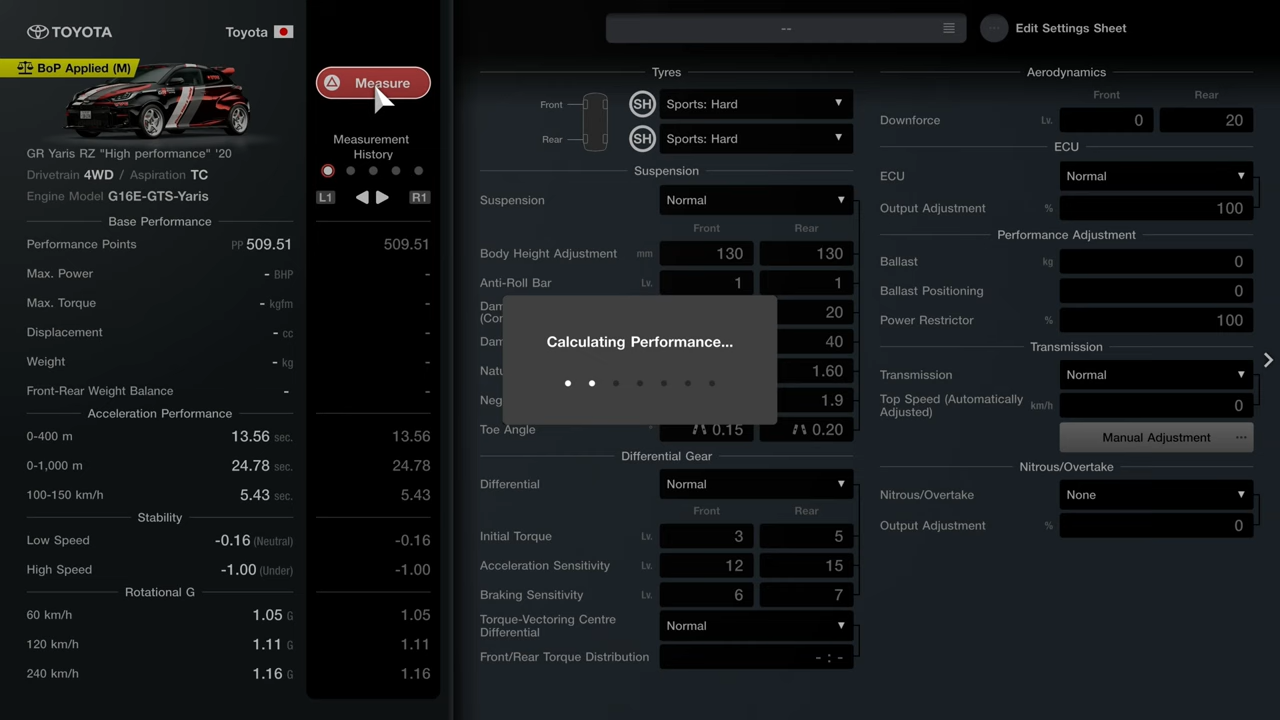 TOYOTA
Toyota
BoP Applied (M)
GR Yaris RZ "High performance" '20
Drivetrain 4WD / Aspiration TC
Engine Model G16E-GTS-Yaris
Base Performance
Performance Points PP 509.51
Max. Power - BHP
Max. Torque - kgfm
Displacement - cc
Weight - kg
Front-Rear Weight Balance -
Acceleration Performance
0-400 m 13.56 sec.
0-1,000 m 24.78 sec.
100-150 km/h 5.43 sec.
Stability
Low Speed -0.16 (Neutral)
High Speed -1.00 (Under)
Rotational G
60 km/h 1.05 G
120 km/h 1.11 G
240 km/h 1.16 G
Measure
Measurement
History
L1 R1
509.51
-
-
-
-
-
13.56
24.78
5.43
-0.16
-1.00
1.05
1.11
1.16
--
Edit Settings Sheet
Tyres
Front SH Sports: Hard
Rear SH Sports: Hard
Suspension
Suspension Normal
Front Rear
Body Height Adjustment mm 130 130
Anti-Roll Bar Lv. 1 1
20
40
1.60
1.9
Toe Angle ° 0.15 0.20
Calculating Performance...
Differential Gear
Differential Normal
Front Rear
Initial Torque Lv. 3 5
Acceleration Sensitivity Lv. 12 15
Braking Sensitivity Lv. 6 7
Torque-Vectoring Centre
Differential Normal
Front/Rear Torque Distribution - : -
Aerodynamics
Front Rear
Downforce Lv. 0 20
ECU
ECU Normal
Output Adjustment % 100
Performance Adjustment
Ballast kg 0
Ballast Positioning 0
Power Restrictor % 100
Transmission
Transmission Normal
Top Speed (Automatically
Adjusted) km/h 0
Manual Adjustment
Nitrous/Overtake
Nitrous/Overtake None
Output Adjustment % 0